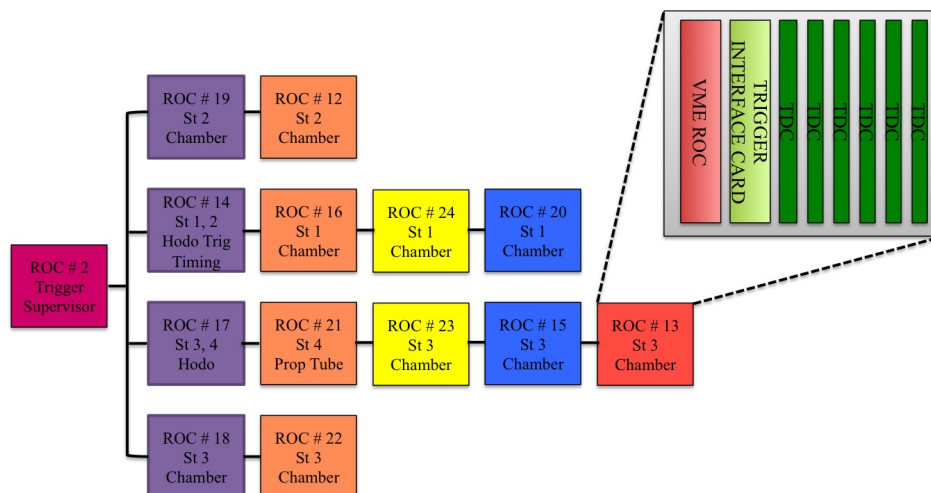 ROC # 19
St 2
Chamber
ROC # 12
St 2
Chamber
ROC # 14
St 1, 2
Hodo Trig
Timing
ROC # 16
St 1
Chamber
ROC # 24
St 1
Chamber
ROC # 20
St 1
Chamber
ROC # 2
Trigger
Supervisor
ROC # 17
St 3, 4
Hodo
ROC # 21
St 4
Prop Tube
ROC # 23
St 3
Chamber
ROC # 15
St 3
Chamber
ROC # 13
St 3
Chamber
ROC # 18
St 3
Chamber
ROC # 22
St 3
Chamber
VME ROC
TRIGGER
INTERFACE CARD
TDC
TDC
TDC
TDC
TDC
TDC